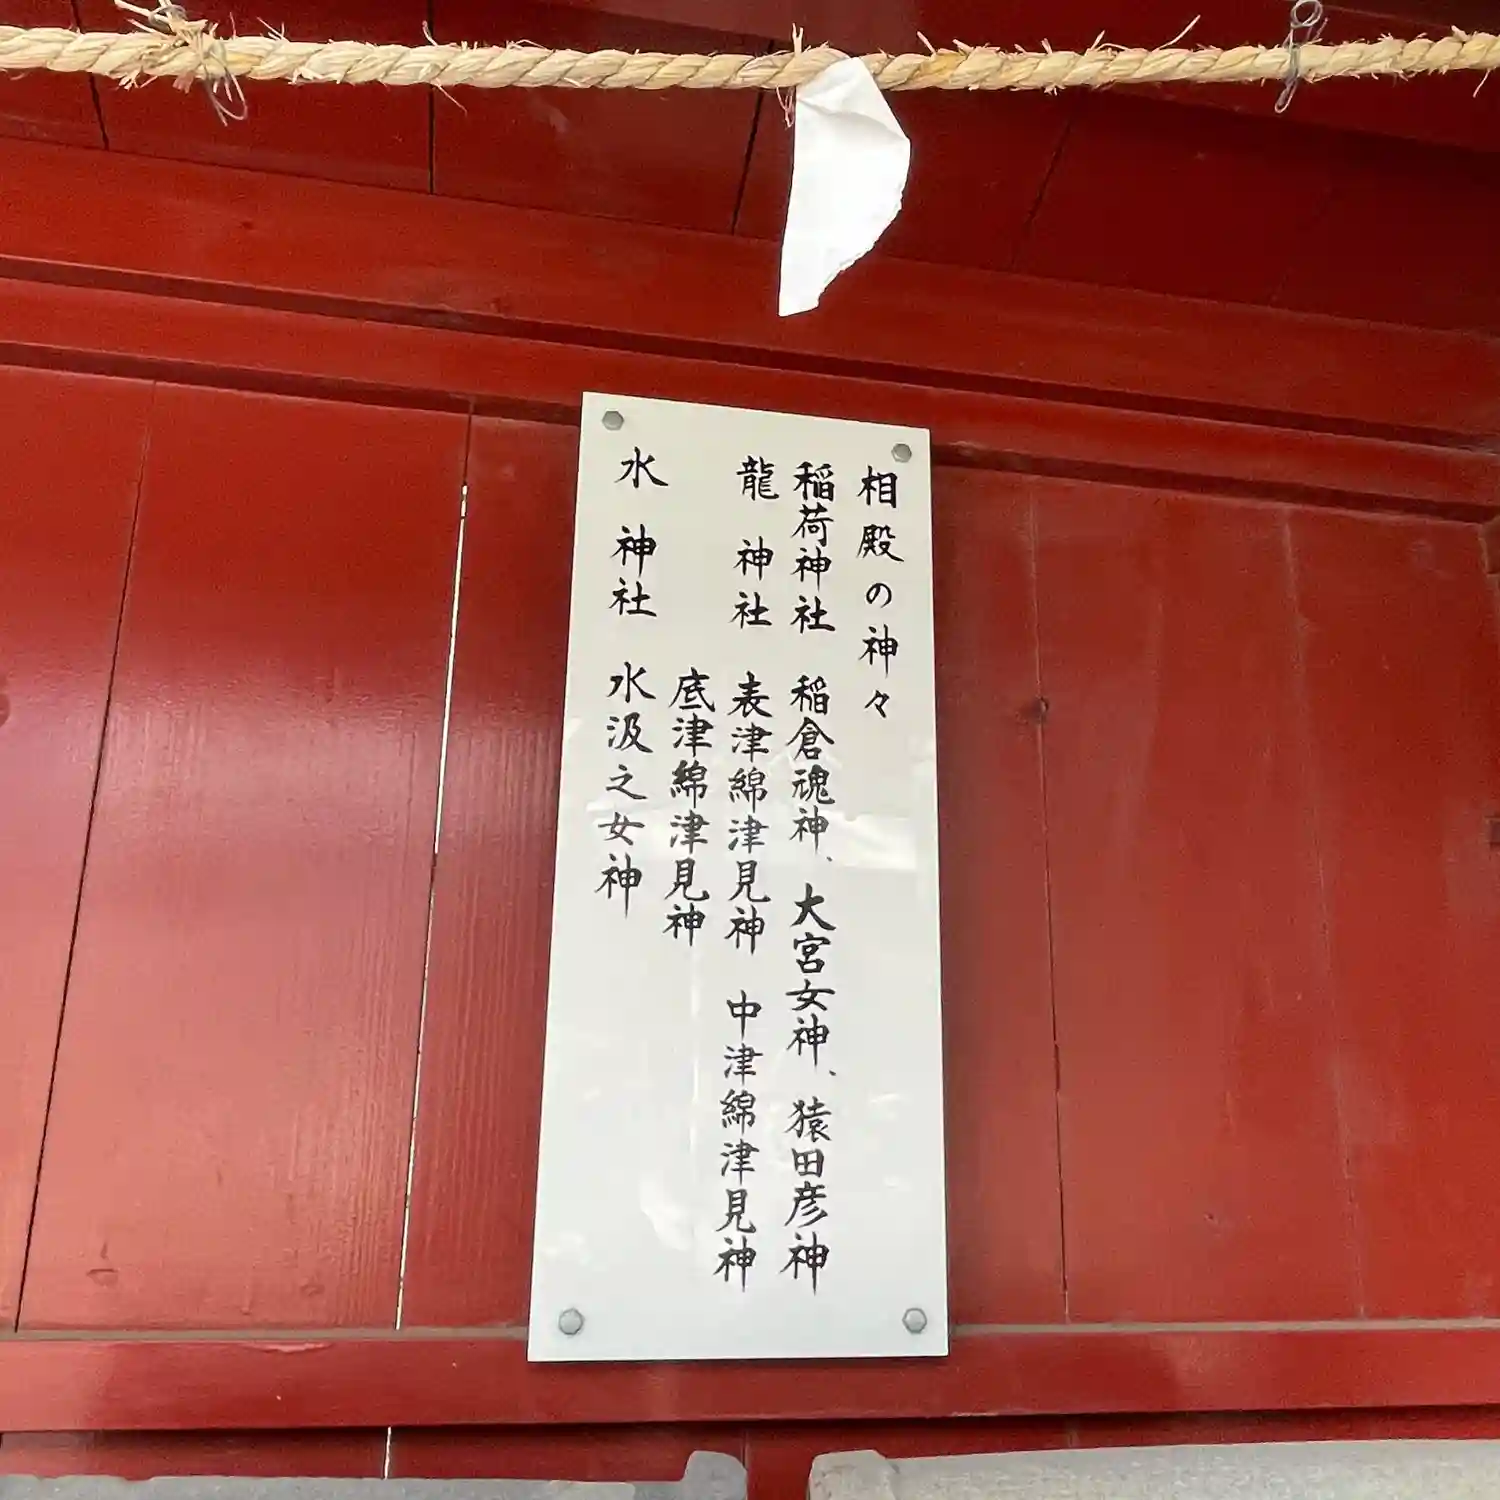 相殿の神々
稲荷神社 稲倉魂神、大宮女神、猿田彦神
龍神社 表津綿津見神 中津綿津見神
底津綿津見神
水神社 水汲之女神